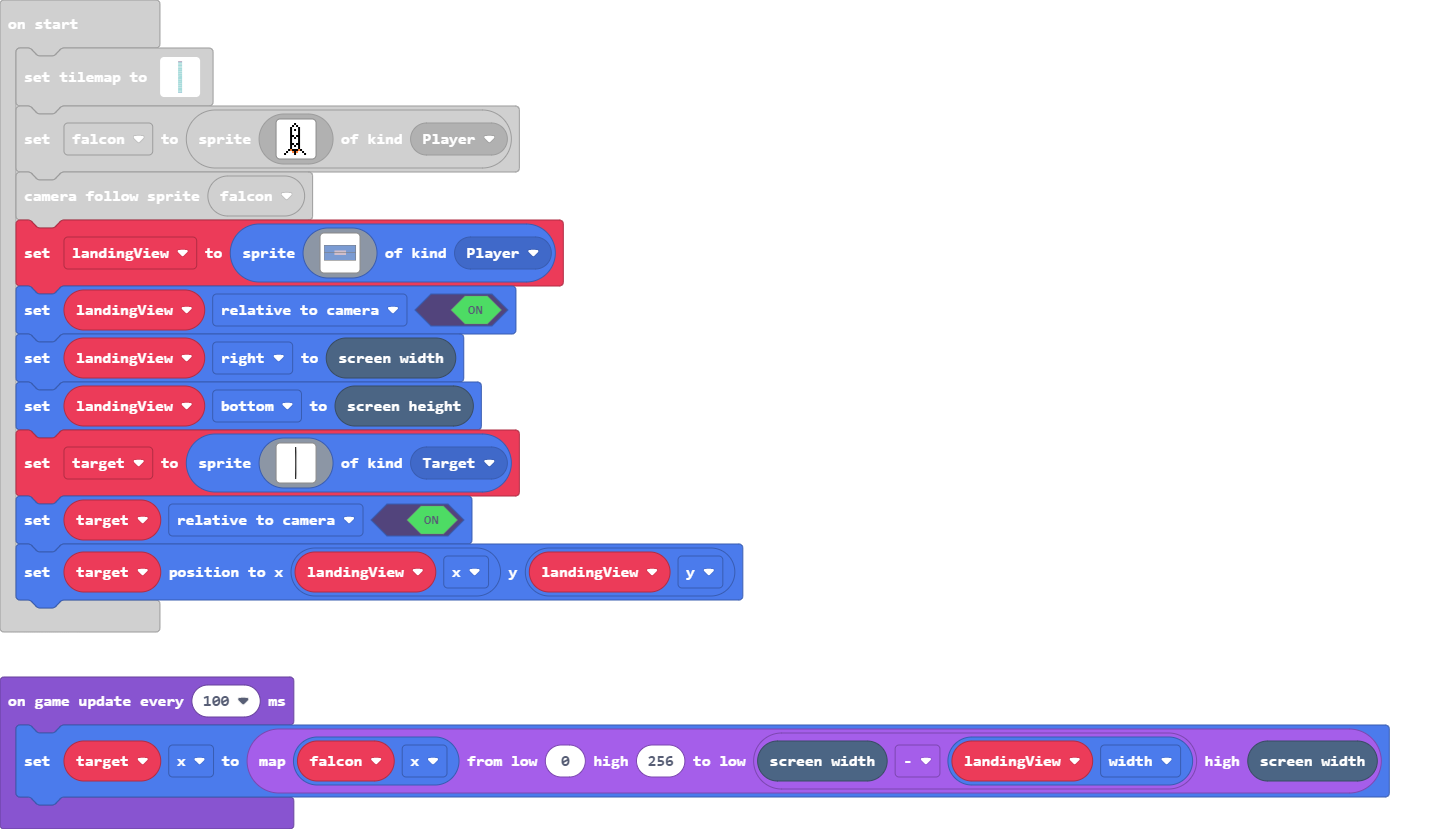 on start
set tilemap to
set falcon to sprite of kind Player
camera follow sprite falcon
set landingView to sprite of kind Player
set landingView relative to camera ON
set landingView right to screen width
set landingView bottom to screen height
set target to sprite of kind Target
set target relative to camera ON
set target position to x landingView x y landingView y
on game update every 100 ms
set target x to map falcon x from low 0 high 256 to low screen width - landingView width high screen width